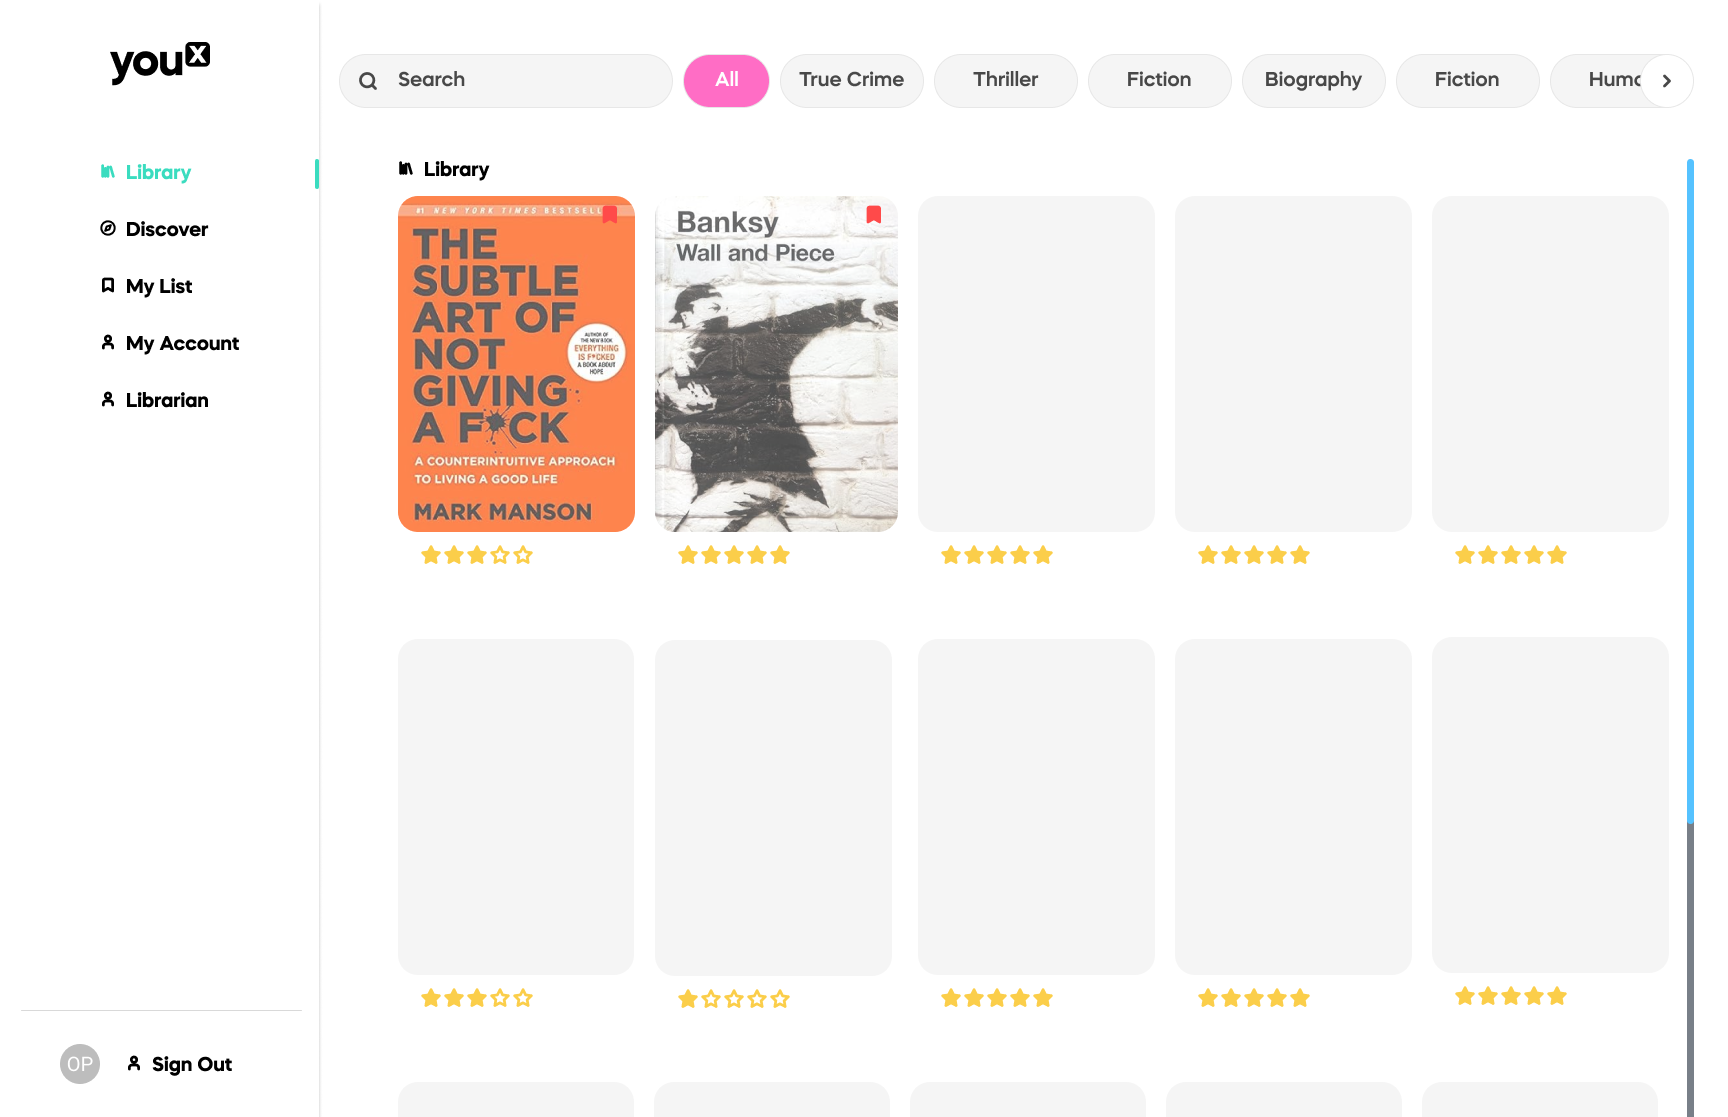 youx
Search
All
True Crime
Thriller
Fiction
Biography
Fiction
Humo
Library
Discover
My List
My Account
Librarian
Library
#1 NEW YORK TIMES BESTSELL
THE
SUBTLE
ART OF
NOT
GIVING
A F CK
AUTHOR OF
THE NEW BOOK
EVERYTHING
IS F*CKED
A BOOK ABOUT
HOPE
A COUNTERINTUITIVE APPROACH
TO LIVING A GOOD LIFE
MARK MANSON
Banksy
Wall and Piece
OP
Sign Out